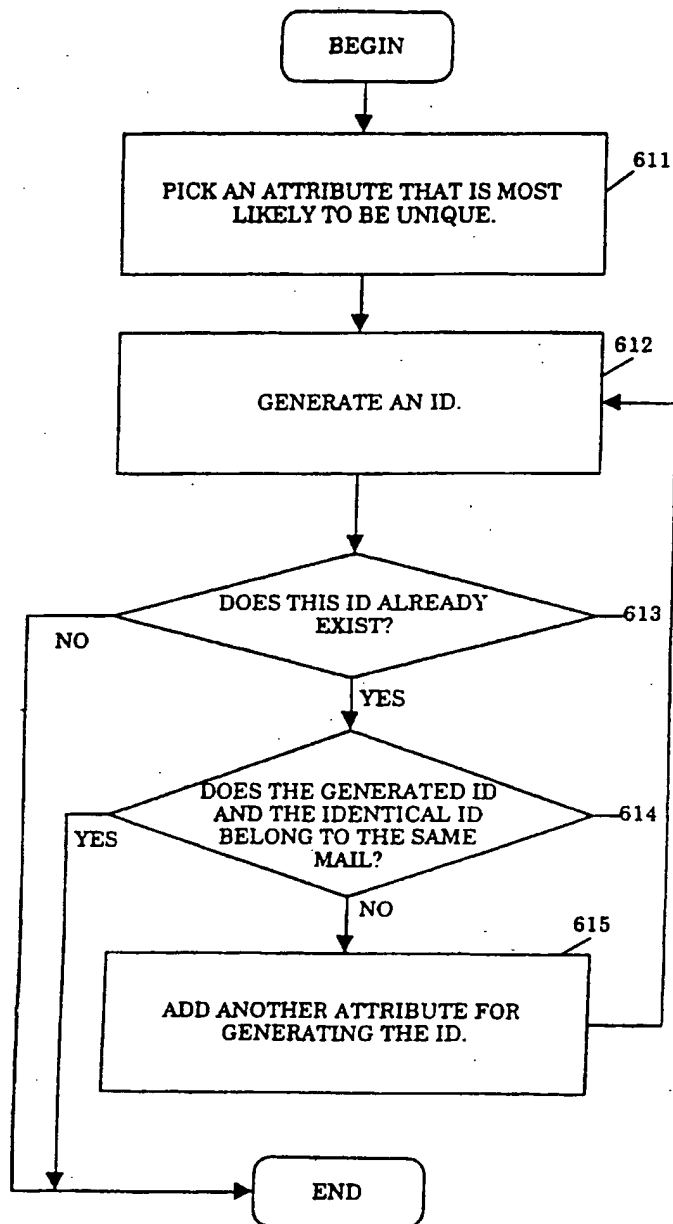 BEGIN
611
PICK AN ATTRIBUTE THAT IS MOST
LIKELY TO BE UNIQUE.
612
GENERATE AN ID.
DOES THIS ID ALREADY
EXIST?
613
NO
YES
DOES THE GENERATED ID
AND THE IDENTICAL ID
BELONG TO THE SAME
MAIL?
614
YES
NO
615
ADD ANOTHER ATTRIBUTE FOR
GENERATING THE ID.
END